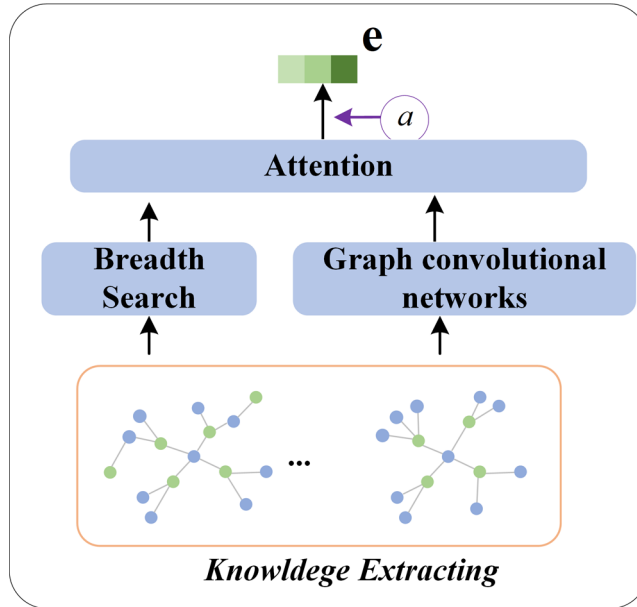 e
a
Attention
Breadth
Search
Graph convolutional
networks
...
Knowldege Extracting